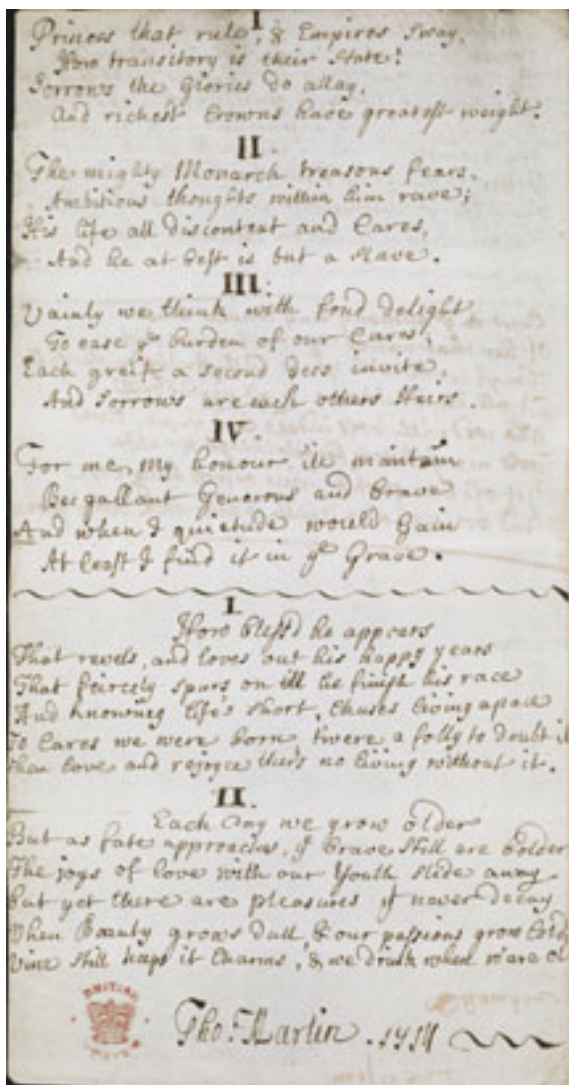 I
Princes that rule, & Empires sway,
How transitory is their State!
Sorrows the Glories do allay,
And richest Crowns have greatest weight.
II.
The mighty Monarch treasons fears,
Ambitious thoughts within him rave;
His life all discontent and Cares,
And he at best is but a slave.
III.
Vainly we think with fond delight
To ease ye burden of our Cares,
Each greif a second does invite,
And sorrows are each others Heirs.
IV.
For me, my honour ile maintain
Bee gallant Generous and brave
And when I quietude would Gain
At least I find it in ye Grave.
I
How bless'd he appears
That revels, and loves out his happy years
That feircely spurs on till he finish his race
And knowing life's short, chuses living apace
To Cares we were born, twere a folly to doubt it
Then love and rejoyce thers no living without it.
II.
Each Day we grow older
But as fate approaches, ye brave still are bolder
The joys of love with our Youth slide away
But yet there are pleasures yt never decay
When Beauty grows dull, & our passions grow Cold
Wine still keeps it Charms, & we drink when w'are
BRITISH
Tho: Martin. 1714